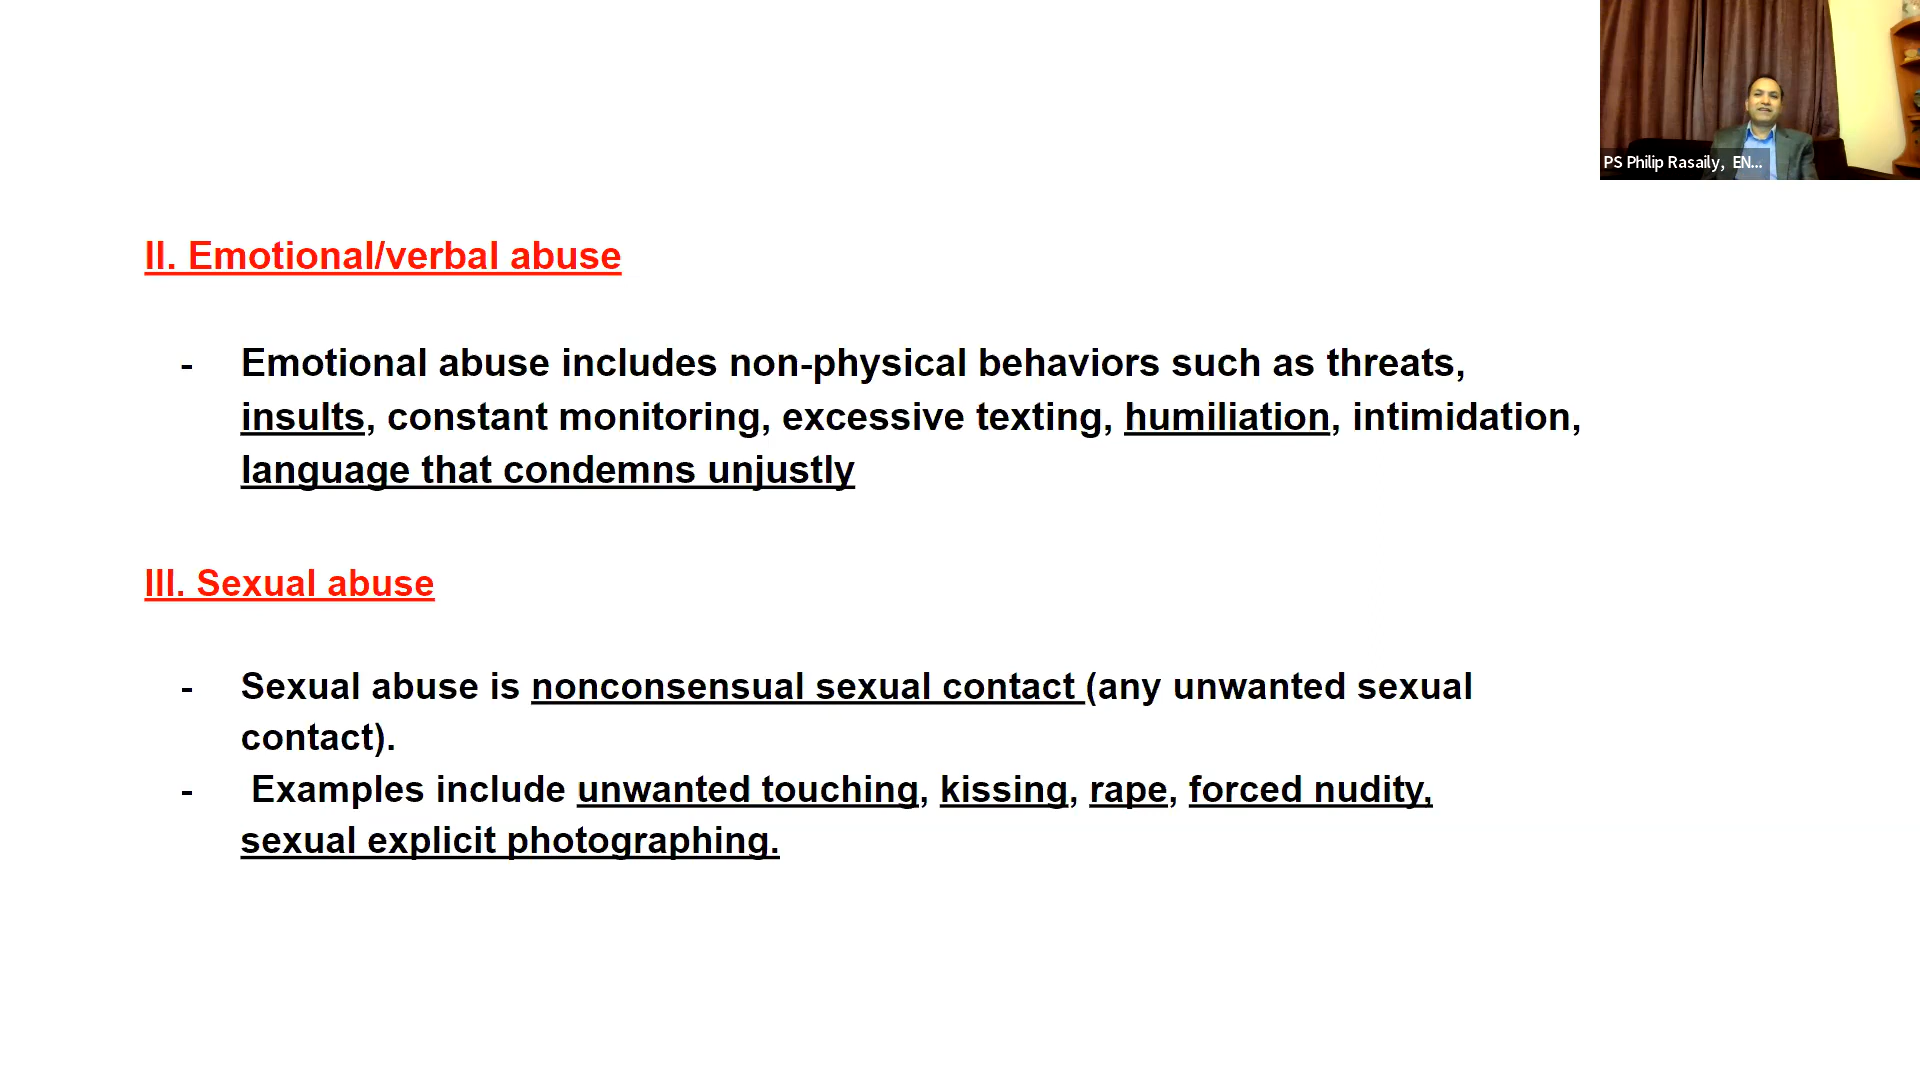 PS Philip Rasaily, EN...
II. Emotional/verbal abuse
- Emotional abuse includes non-physical behaviors such as threats,
insults, constant monitoring, excessive texting, humiliation, intimidation,
language that condemns unjustly
III. Sexual abuse
- Sexual abuse is nonconsensual sexual contact (any unwanted sexual
contact).
- Examples include unwanted touching, kissing, rape, forced nudity,
sexual explicit photographing.